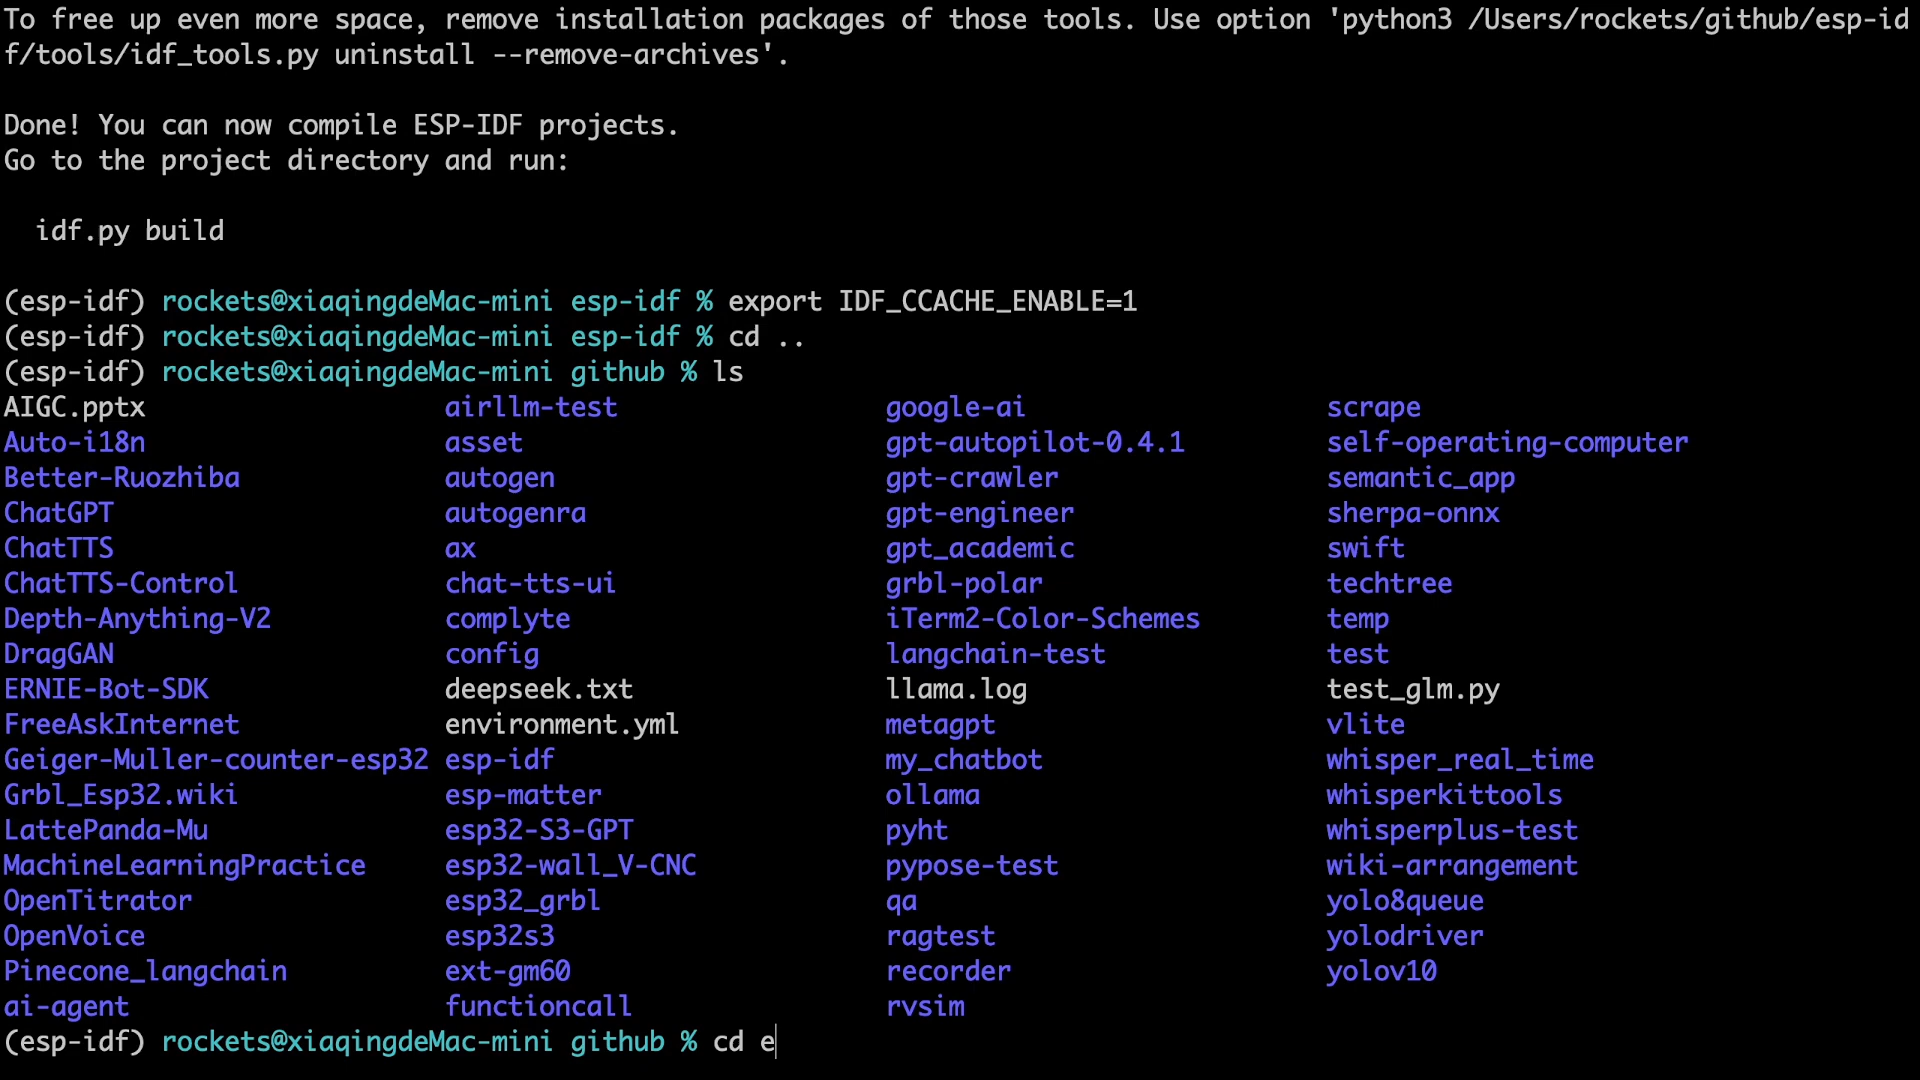 To free up even more space, remove installation packages of those tools. Use option 'python3 /Users/rockets/github/esp-id
f/tools/idf_tools.py uninstall --remove-archives'.
Done! You can now compile ESP-IDF projects.
Go to the project directory and run:
idf.py build
(esp-idf) rockets@xiaqingdeMac-mini esp-idf % export IDF_CCACHE_ENABLE=1
(esp-idf) rockets@xiaqingdeMac-mini esp-idf % cd ..
(esp-idf) rockets@xiaqingdeMac-mini github % ls
AIGC.pptx airllm-test google-ai scrape
Auto-i18n asset gpt-autopilot-0.4.1 self-operating-computer
Better-Ruozhiba autogen gpt-crawler semantic_app
ChatGPT autogenra gpt-engineer sherpa-onnx
ChatTTS ax gpt_academic swift
ChatTTS-Control chat-tts-ui grbl-polar techtree
Depth-Anything-V2 complyte iTerm2-Color-Schemes temp
DragGAN config langchain-test test
ERNIE-Bot-SDK deepseek.txt llama.log test_glm.py
FreeAskInternet environment.yml metagpt vlite
Geiger-Muller-counter-esp32 esp-idf my_chatbot whisper_real_time
Grbl_Esp32.wiki esp-matter ollama whisperkittools
LattePanda-Mu esp32-S3-GPT pyht whisperplus-test
MachineLearningPractice esp32-wall_V-CNC pypose-test wiki-arrangement
OpenTitrator esp32_grbl qa yolo8queue
OpenVoice esp32s3 ragtest yolodriver
Pinecone_langchain ext-gm60 recorder yolov10
ai-agent functioncall rvsim
(esp-idf) rockets@xiaqingdeMac-mini github % cd e